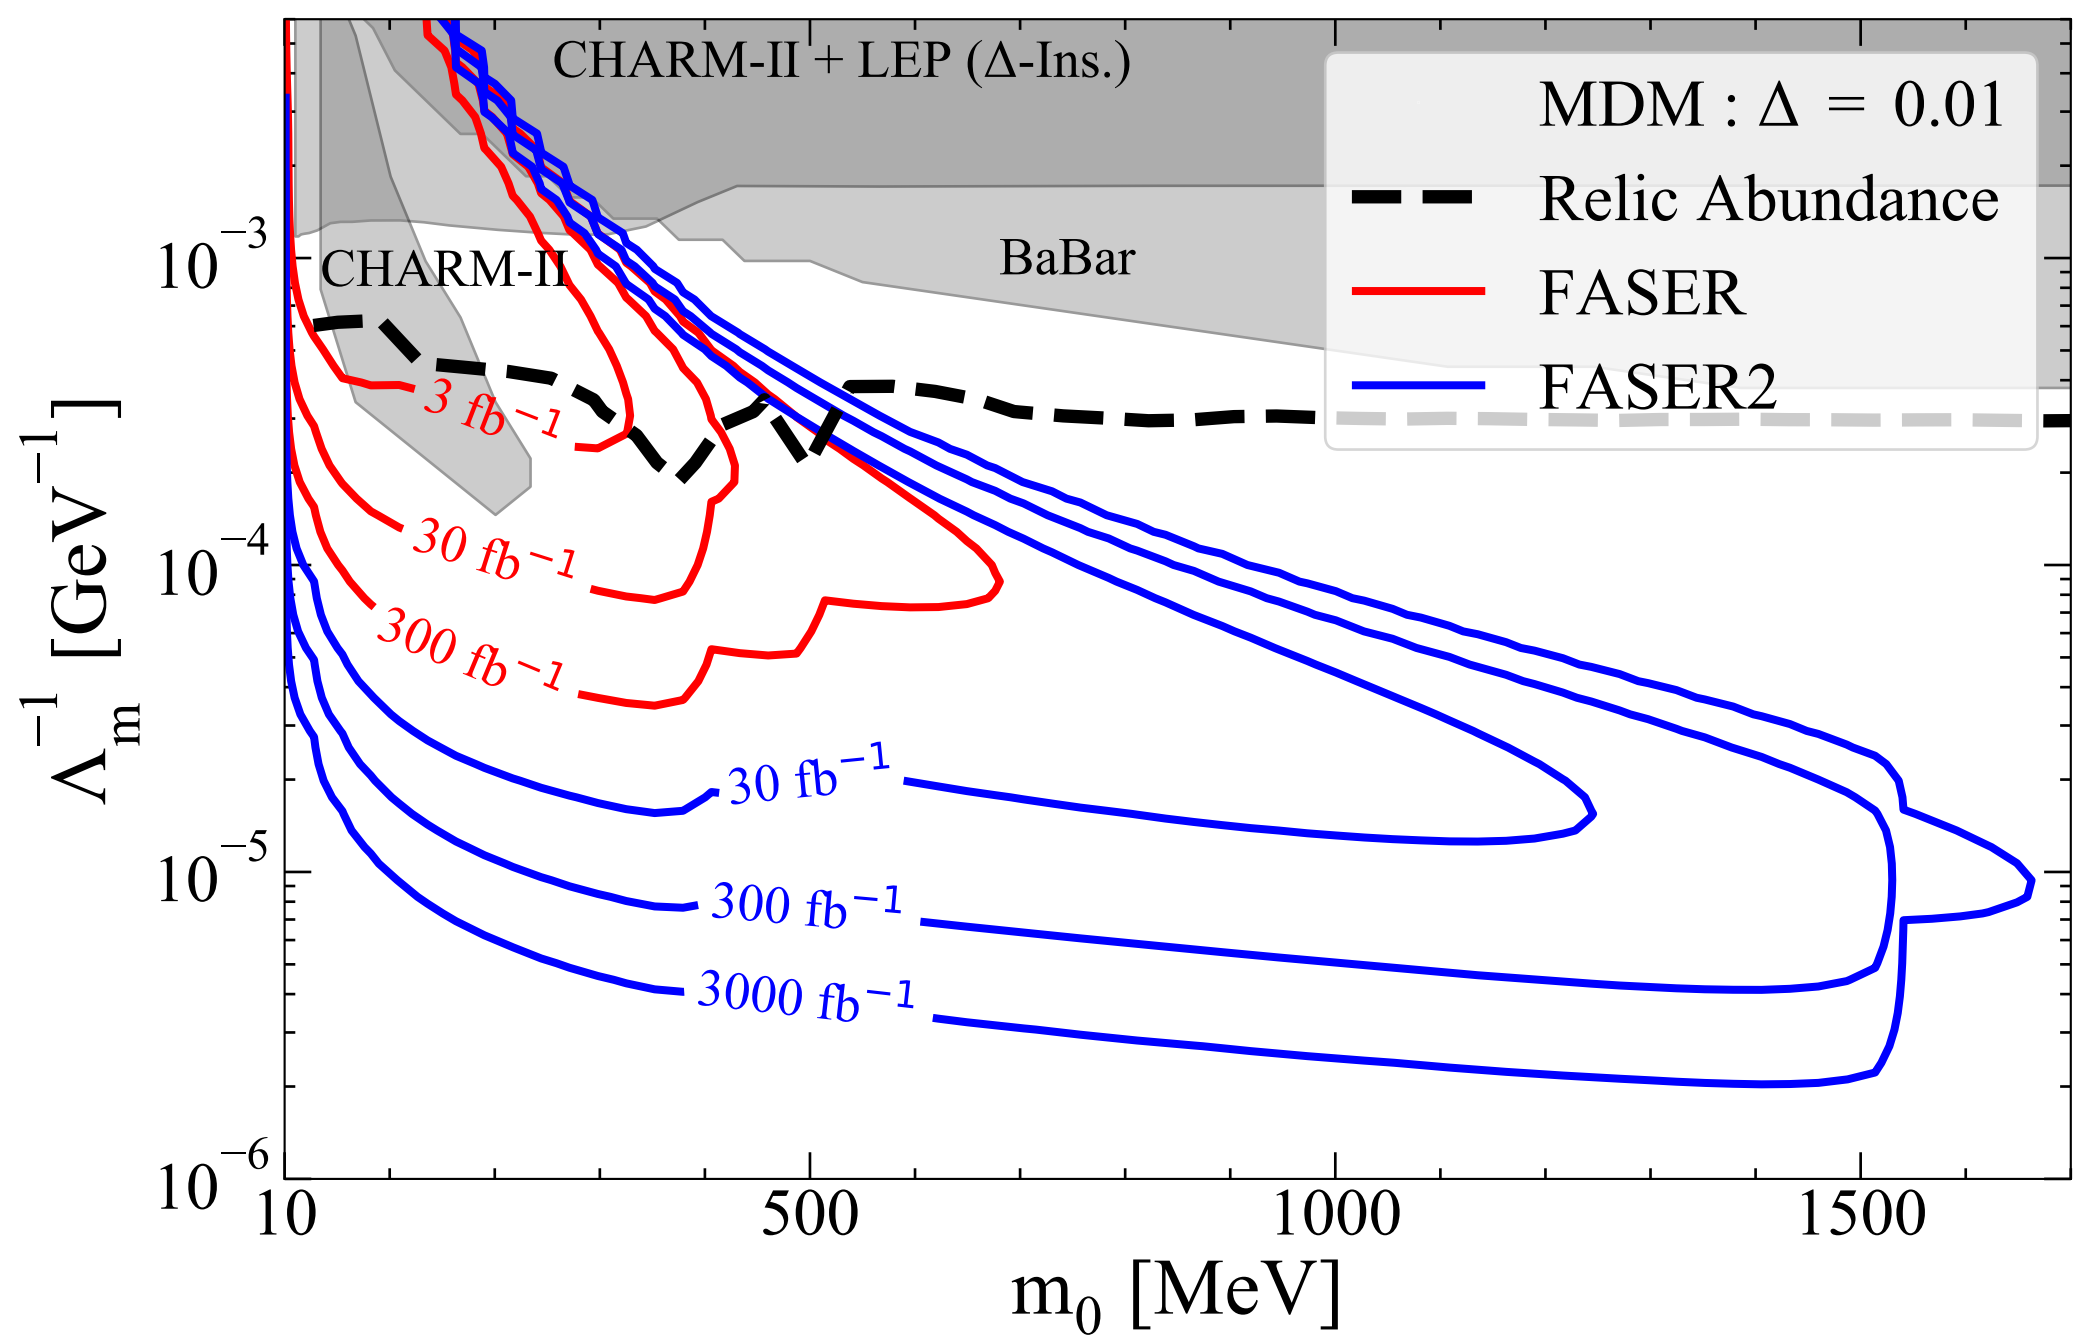 CHARM-II + LEP (Δ-Ins.)
MDM : Δ = 0.01
Relic Abundance
FASER
FASER2
BaBar
CHARM-II
3 fb⁻¹
30 fb⁻¹
300 fb⁻¹
30 fb⁻¹
300 fb⁻¹
3000 fb⁻¹
10⁻³
10⁻⁴
10⁻⁵
10⁻⁶
Λₘ⁻¹ [GeV⁻¹]
10 500 1000 1500
m₀ [MeV]